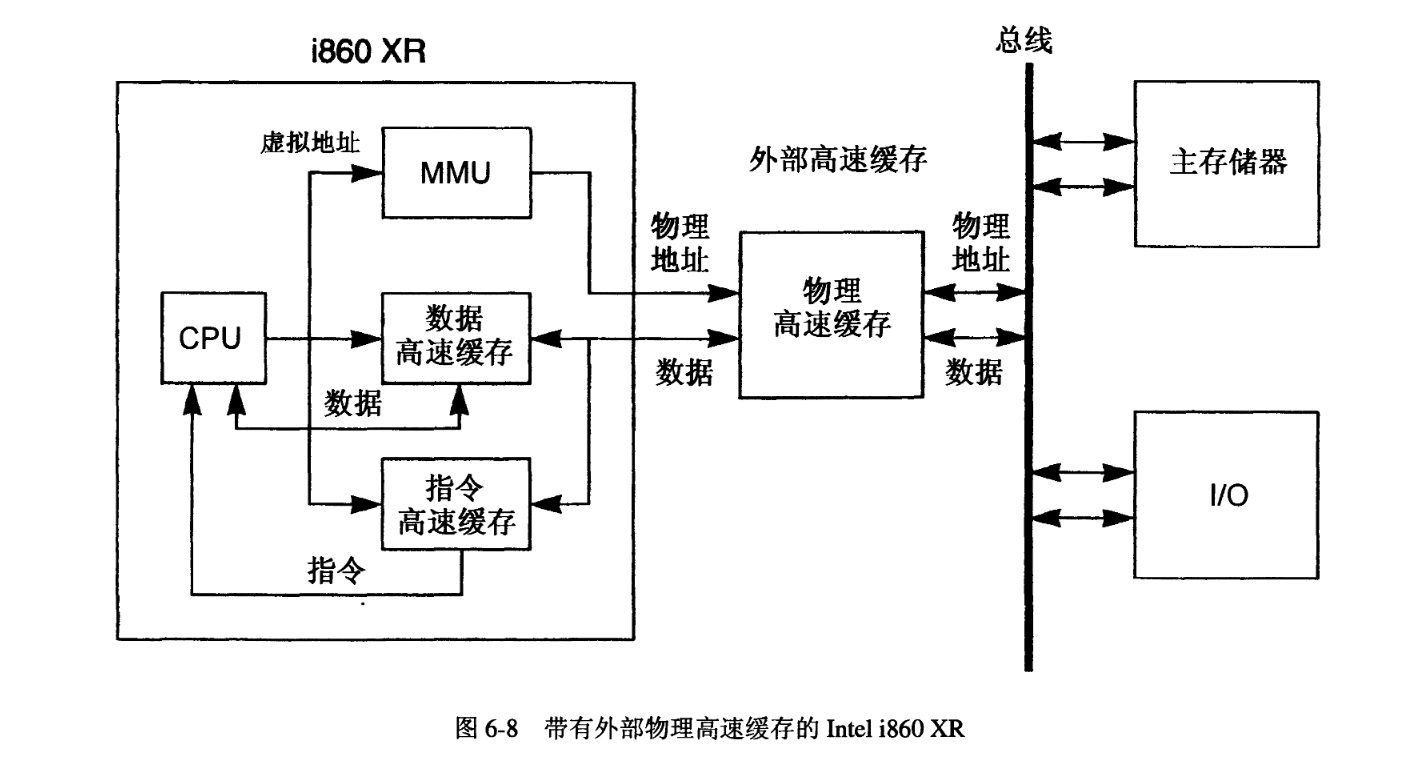 i860 XR
总线
虚拟地址
MMU
外部高速缓存
主存储器
物理
地址
物理
地址
CPU
数据
高速缓存
物理
高速缓存
数据
数据
数据
指令
高速缓存
I/O
指令
图 6-8 带有外部物理高速缓存的 Intel i860 XR